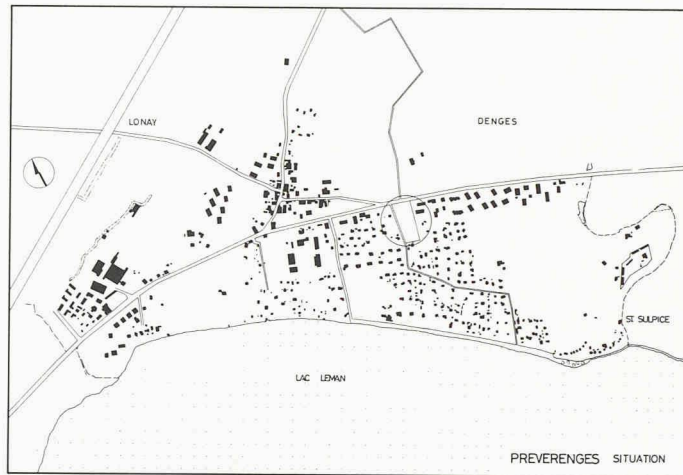 LONAY
DENGES
ST SULPICE
LAC LEMAN
PREVERENGES SITUATION